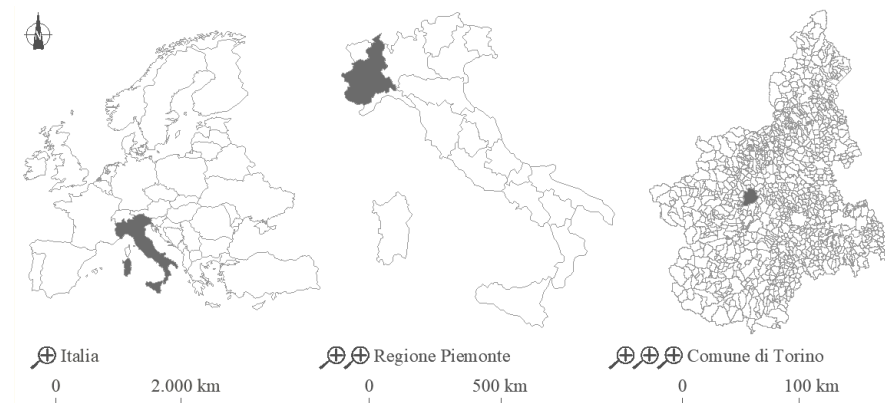 Italia
Regione Piemonte
Comune di Torino
0 2.000 km
0 500 km
0 100 km